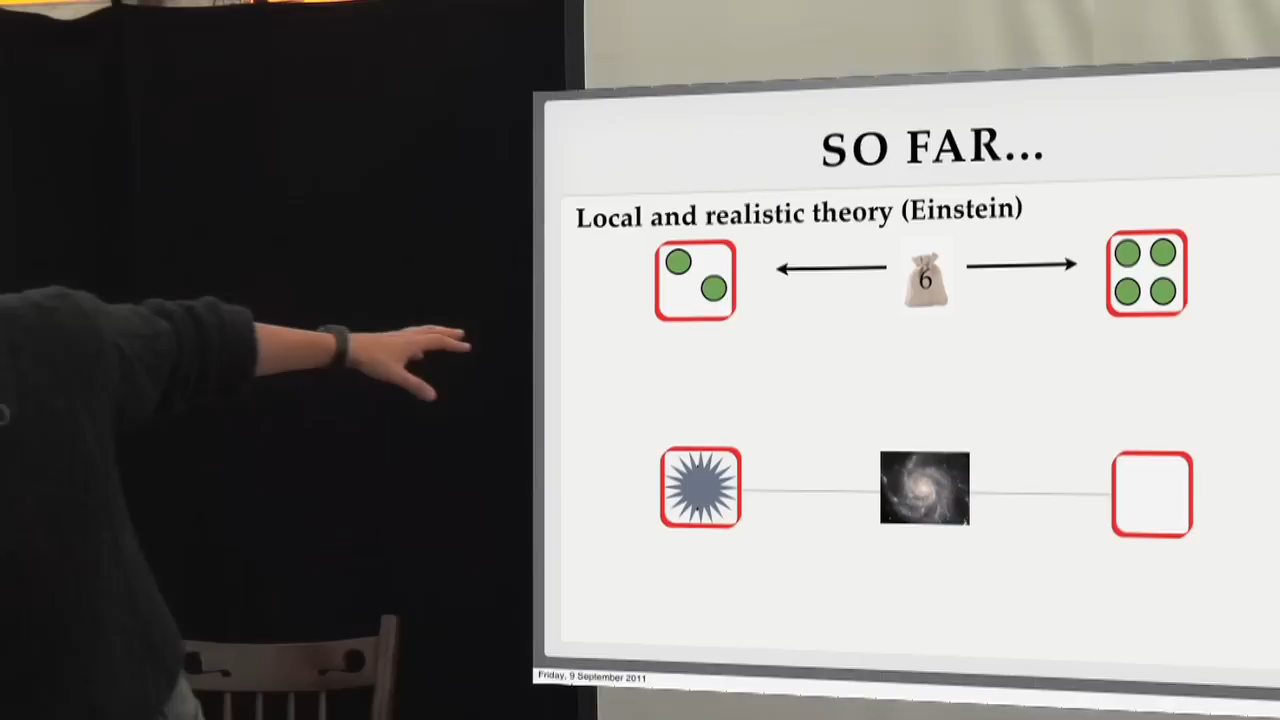 SO FAR...
Local and realistic theory (Einstein)
6
Friday, 9 September 2011